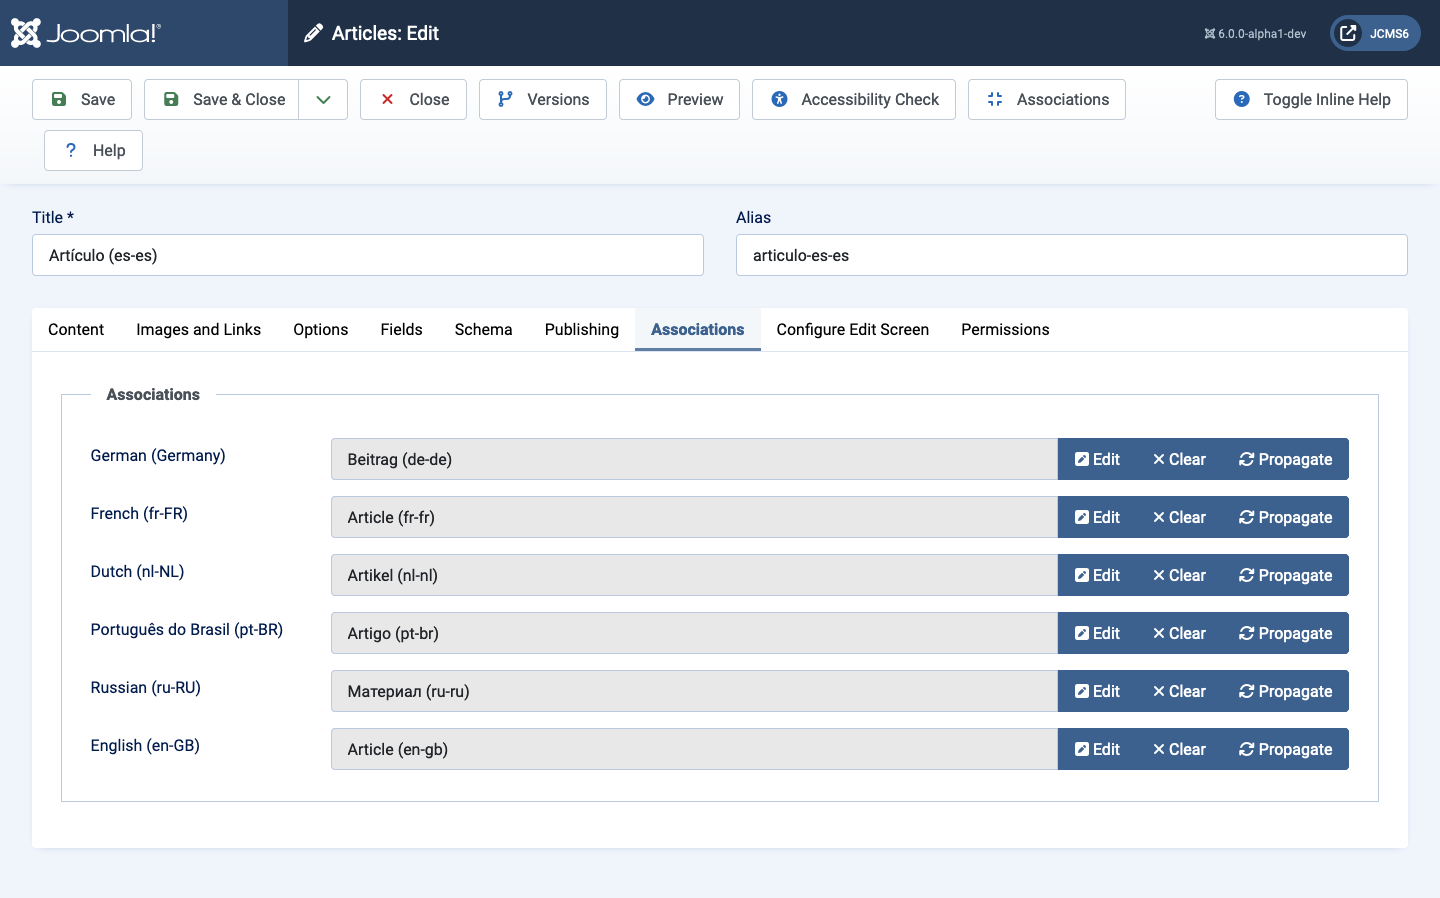 Joomla!®
Articles: Edit
6.0.0-alpha1-dev
JCMS6
Save
Save & Close
Close
Versions
Preview
Accessibility Check
Associations
Toggle Inline Help
? Help
Title *
Alias
Artículo (es-es)
articulo-es-es
Content Images and Links Options Fields Schema Publishing Associations Configure Edit Screen Permissions
Associations
German (Germany) Beitrag (de-de) Edit Clear Propagate
French (fr-FR) Article (fr-fr) Edit Clear Propagate
Dutch (nl-NL) Artikel (nl-nl) Edit Clear Propagate
Português do Brasil (pt-BR) Artigo (pt-br) Edit Clear Propagate
Russian (ru-RU) Материал (ru-ru) Edit Clear Propagate
English (en-GB) Article (en-gb) Edit Clear Propagate